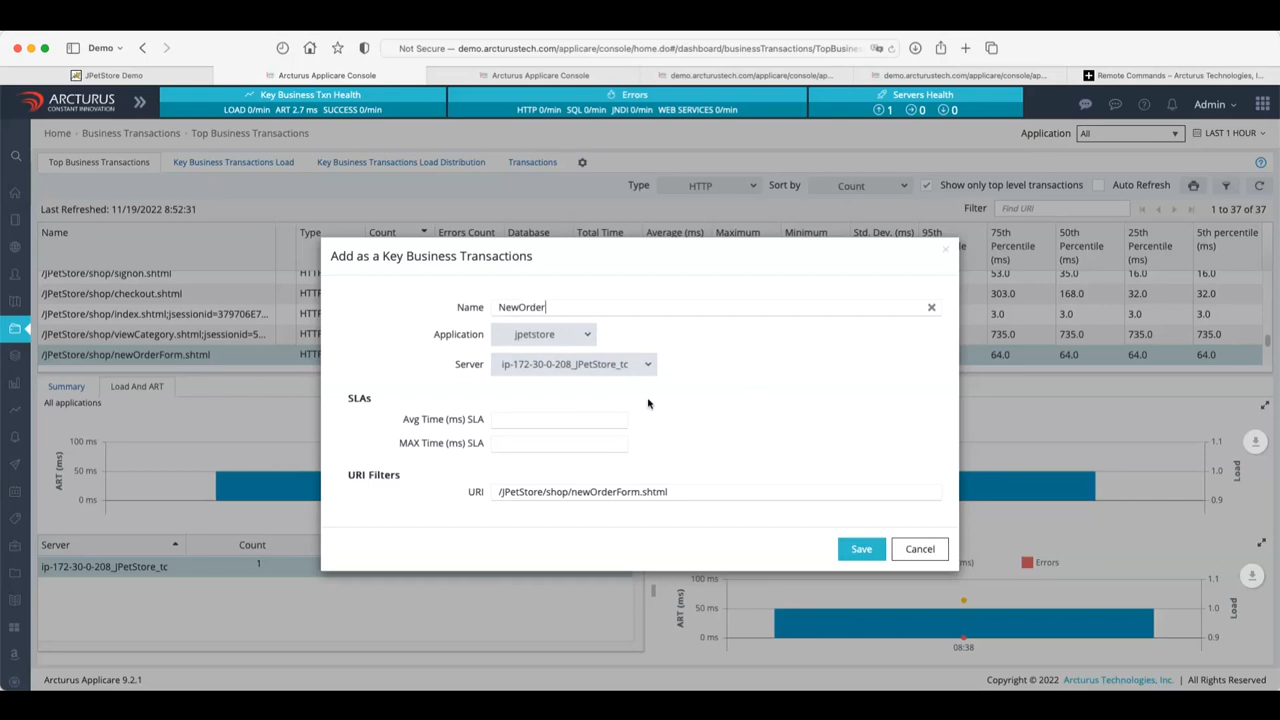 Demo
Not Secure — demo.arcturustech.com/applicare/console/home.do#/dashboard/businessTransactions/TopBusine...
JPetStore Demo
Arcturus Applicare Console
Arcturus Applicare Console
demo.arcturustech.com/applicare/console/ap...
demo.arcturustech.com/applicare/console/ap...
Remote Commands – Arcturus Technologies, I...
ARCTURUS
CONSTANT INNOVATION
Key Business Txn Health
LOAD 0/min ART 2.7 ms SUCCESS 0/min
Errors
HTTP 0/min SQL 0/min JNDI 0/min WEB SERVICES 0/min
Servers Health
1 0 0
Admin
Home - Business Transactions - Top Business Transactions
Application All LAST 1 HOUR
Top Business Transactions Key Business Transactions Load Key Business Transactions Load Distribution Transactions
Type HTTP Sort by Count Show only top level transactions Auto Refresh
Last Refreshed: 11/19/2022 8:52:31
Filter Find URI 1 to 37 of 37
Name Type Count Errors Count Database Total Time Average (ms) Maximum Minimum Std. Dev. (ms) 95th
75th Percentile (ms)
50th Percentile (ms)
25th Percentile (ms)
5th percentile (ms)
/JPetStore/shop/signon.shtml 53.0 35.0 16.0 16.0
/JPetStore/shop/checkout.shtml 303.0 168.0 32.0 32.0
/JPetStore/shop/index.shtml;jsessionid=379706E7... 3.0 3.0 3.0 3.0
/JPetStore/shop/viewCategory.shtml;jsessionid=5... 735.0 735.0 735.0 735.0
/JPetStore/shop/newOrderForm.shtml 64.0 64.0 64.0 64.0
Add as a Key Business Transactions
Name NewOrder
Application jpetstore
Server ip-172-30-0-208_JPetStore_tc
SLAs
Avg Time (ms) SLA
MAX Time (ms) SLA
URI Filters
URI /JPetStore/shop/newOrderForm.shtml
Save Cancel
Summary Load And ART
All applications
ART (ms)
100 ms
50 ms
0 ms
1.1
1.0
0.9
Load
Server Count
ip-172-30-0-208_JPetStore_tc 1
ms) Errors
ART (ms)
100 ms
50 ms
0 ms
1.1
1.0
0.9
Load
08:38
Arcturus Applicare 9.2.1
Copyright © 2022 Arcturus Technologies, Inc. | All Rights Reserved